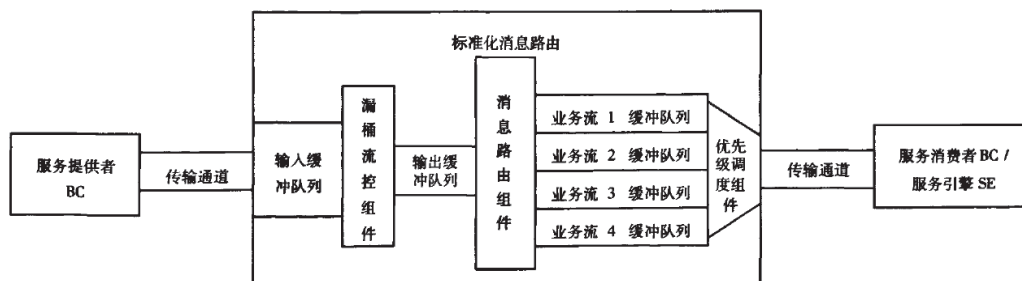 标准化消息路由
服务提供者
BC
传输通道
输入缓
冲队列
漏桶流控组件
输出缓
冲队列
消息路由组件
业务流 1 缓冲队列
业务流 2 缓冲队列
业务流 3 缓冲队列
业务流 4 缓冲队列
优先
级调
度组
件
传输通道
服务消费者 BC /
服务引擎 SE